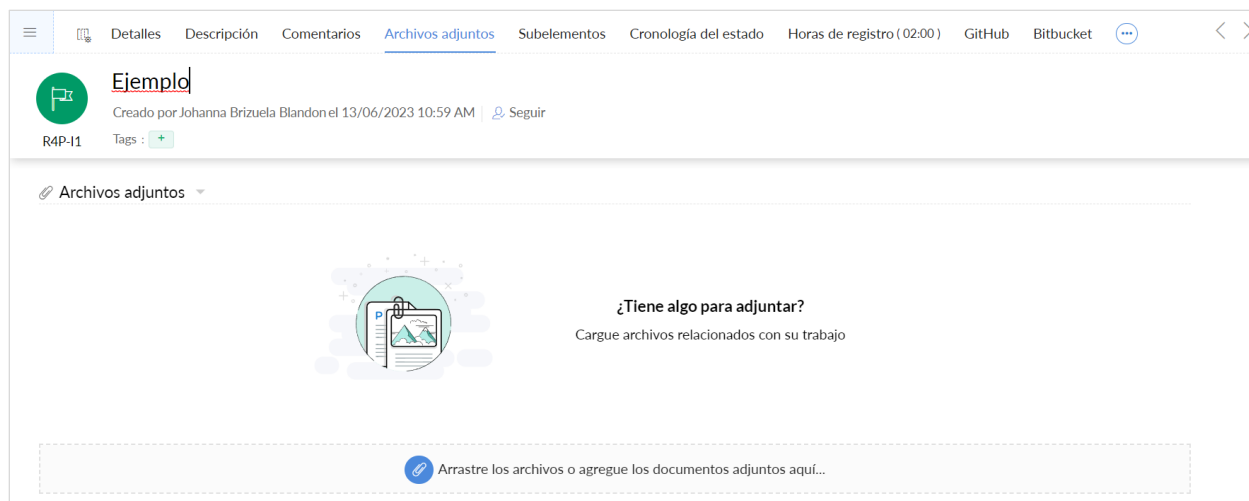 Detalles Descripción Comentarios Archivos adjuntos Subelementos Cronología del estado Horas de registro ( 02:00 ) GitHub Bitbucket
Ejemplo
Creado por Johanna Brizuela Blandon el 13/06/2023 10:59 AM Seguir
R4P-I1 Tags : +
Archivos adjuntos
P
¿Tiene algo para adjuntar?
Cargue archivos relacionados con su trabajo
Arrastre los archivos o agregue los documentos adjuntos aquí...